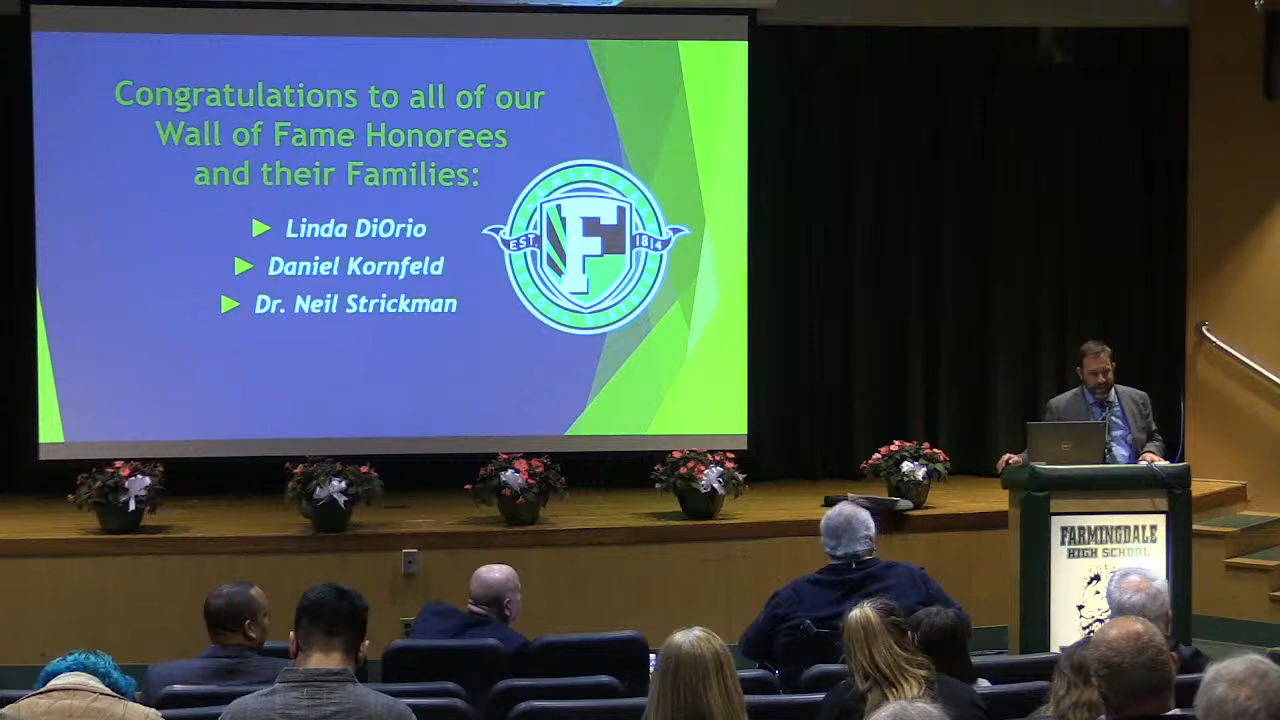 Congratulations to all of our
Wall of Fame Honorees
and their Families:
Linda DiOrio
Daniel Kornfeld
Dr. Neil Strickman
EST.
1814
F
FARMINGDALE
HIGH SCHOOL